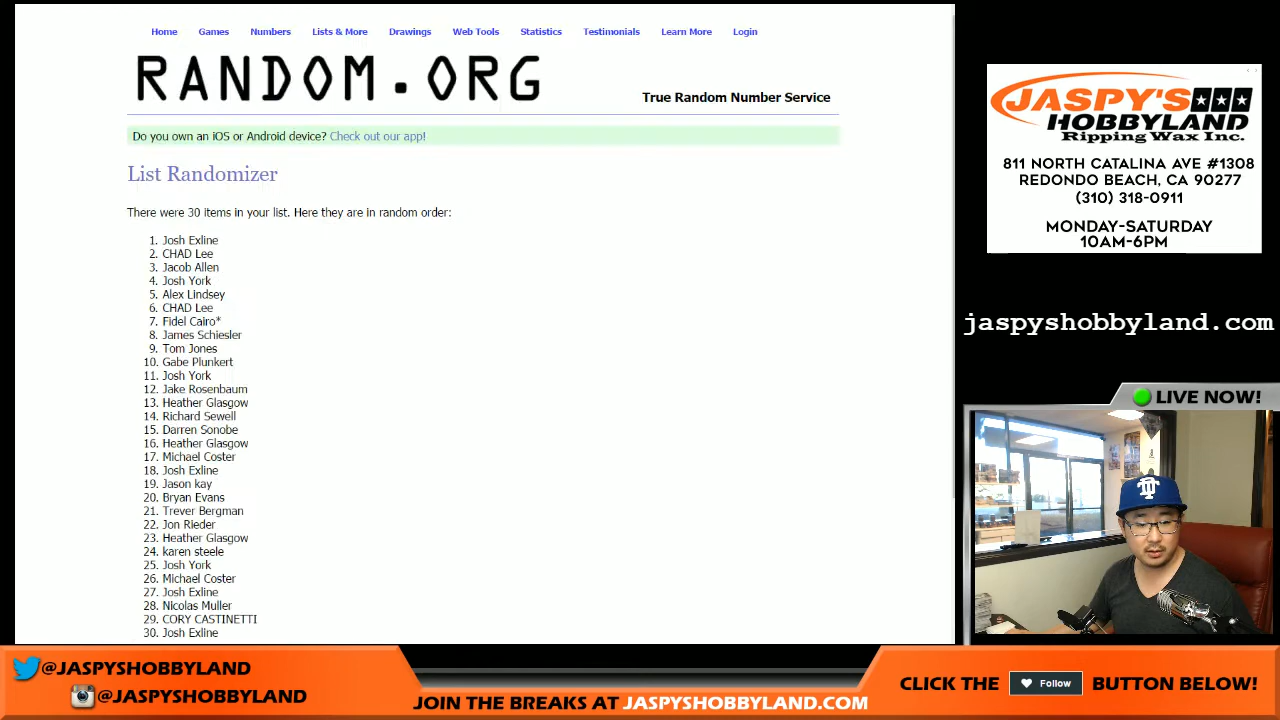 Home Games Numbers Lists & More Drawings Web Tools Statistics Testimonials Learn More Login
RANDOM.ORG
True Random Number Service
Do you own an iOS or Android device? Check out our app!
List Randomizer
There were 30 items in your list. Here they are in random order:
1. Josh Exline
2. CHAD Lee
3. Jacob Allen
4. Josh York
5. Alex Lindsey
6. CHAD Lee
7. Fidel Cairo*
8. James Schiesler
9. Tom Jones
10. Gabe Plunkert
11. Josh York
12. Jake Rosenbaum
13. Heather Glasgow
14. Richard Sewell
15. Darren Sonobe
16. Heather Glasgow
17. Michael Coster
18. Josh Exline
19. Jason kay
20. Bryan Evans
21. Trever Bergman
22. Jon Rieder
23. Heather Glasgow
24. karen steele
25. Josh York
26. Michael Coster
27. Josh Exline
28. Nicolas Muller
29. CORY CASTINETTI
30. Josh Exline
JASPY'S
HOBBYLAND
Ripping Wax Inc.
811 NORTH CATALINA AVE #1308
REDONDO BEACH, CA 90277
(310) 318-0911
MONDAY-SATURDAY
10AM-6PM
jaspyshobbyland.com
LIVE NOW!
@JASPYSHOBBYLAND
@JASPYSHOBBYLAND
JOIN THE BREAKS AT JASPYSHOBBYLAND.COM
CLICK THE Follow BUTTON BELOW!